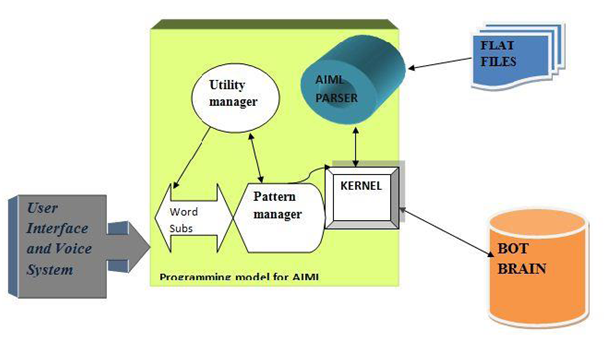 FLAT
FILES
AIML
PARSER
Utility
manager
KERNEL
Pattern
manager
Word
Subs
User
Interface
and Voice
System
BOT
BRAIN
Programming model for AIML